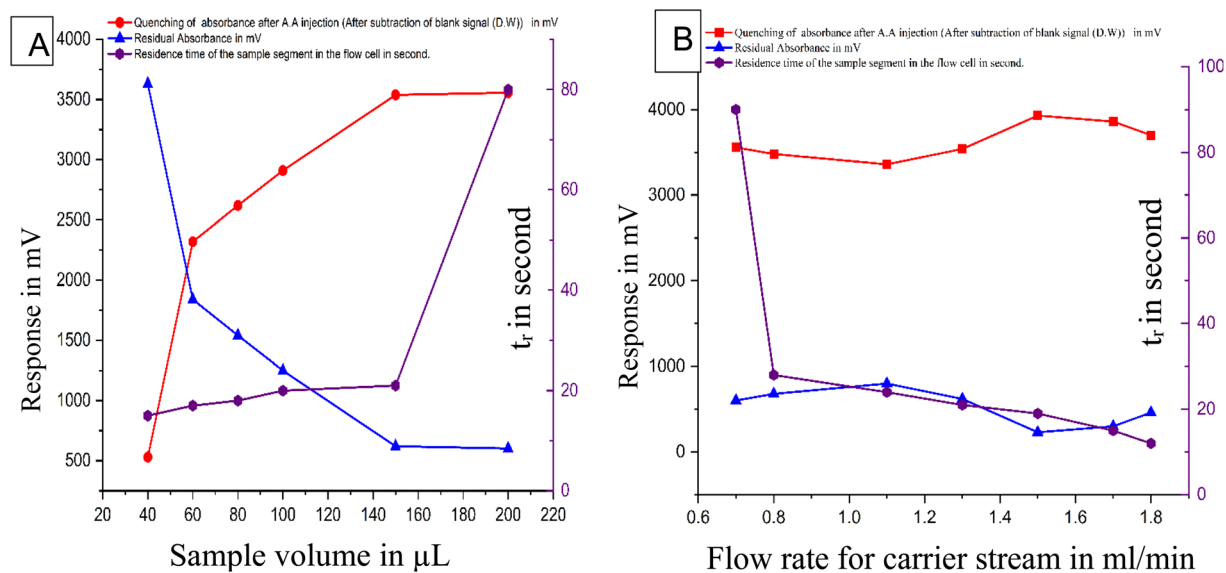 A
Quenching of absorbance after A.A injection (After subtraction of blank signal (D.W)) in mV
Residual Absorbance in mV
Residence time of the sample segment in the flow cell in second.
4000
3500
3000
2500
2000
1500
1000
500
Response in mV
80
60
40
20
0
tr in second
20 40 60 80 100 120 140 160 180 200 220
Sample volume in µL
B
Quenching of absorbance after A.A injection (After subtraction of blank signal (D.W)) in mV
Residual Absorbance in mV
Residence time of the sample segment in the flow cell in second.
4000
3000
2000
1000
0
Response in mV
100
80
60
40
20
0
tr in second
0.6 0.8 1.0 1.2 1.4 1.6 1.8
Flow rate for carrier stream in ml/min